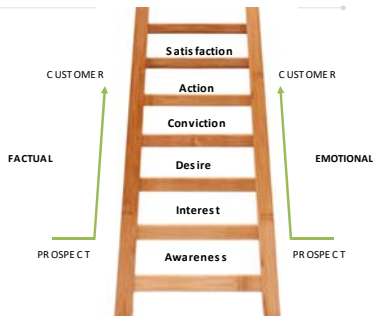 Satisfaction
CUSTOMER
CUSTOMER
Action
Conviction
FACTUAL
EMOTIONAL
Desire
Interest
PROSPECT
Awareness
PROSPECT